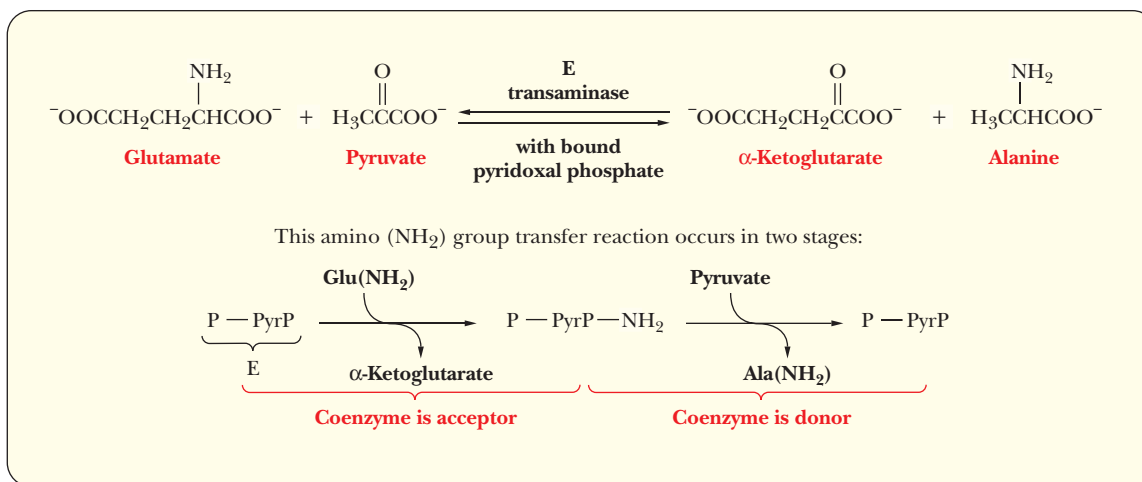 NH₂ O E O NH₂
transaminase
⁻OOCCH₂CH₂CHCOO⁻ + H₃CCCOO⁻ ⁻OOCCH₂CH₂CCOO⁻ + H₃CCHCOO⁻
Glutamate Pyruvate with bound α-Ketoglutarate Alanine
pyridoxal phosphate
This amino (NH₂) group transfer reaction occurs in two stages:
Glu(NH₂) Pyruvate
P — PyrP P — PyrP — NH₂ P — PyrP
E α-Ketoglutarate Ala(NH₂)
Coenzyme is acceptor Coenzyme is donor